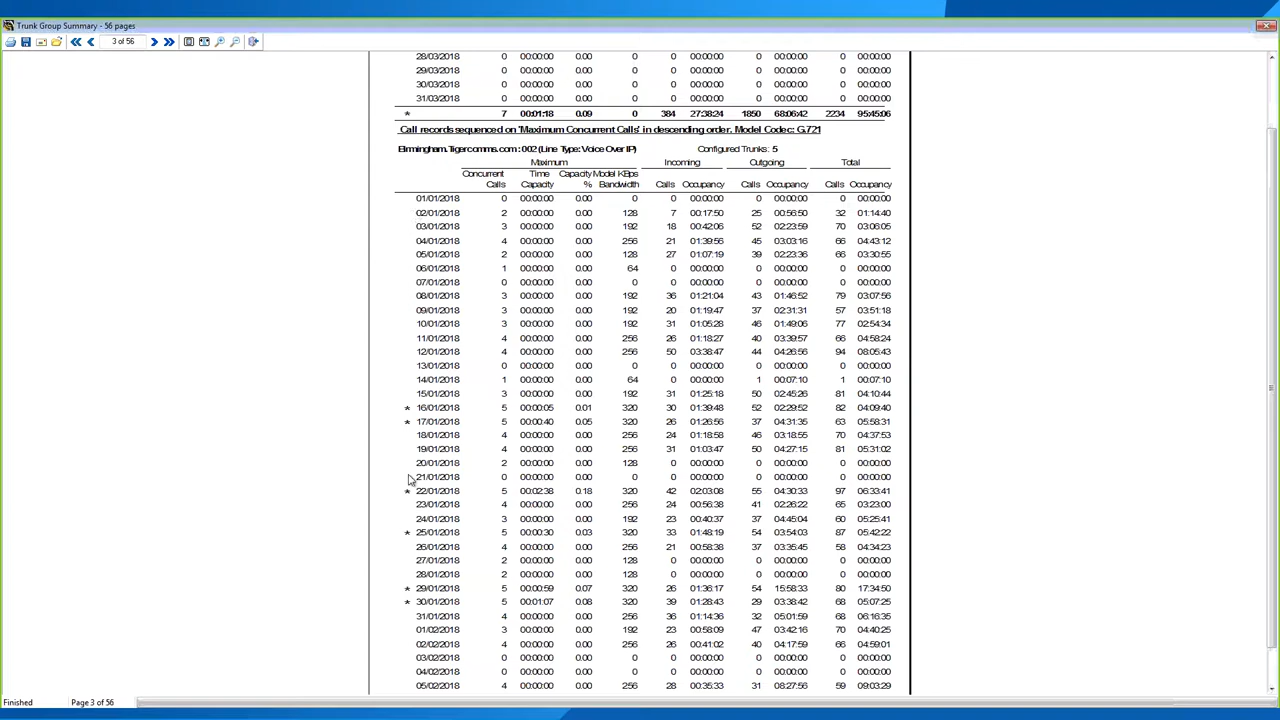 Trunk Group Summary - 56 pages
3 of 56
28/03/2018 0 00:00:00 0.00 0 0 00:00:00 0 00:00:00 0 00:00:00
29/03/2018 0 00:00:00 0.00 0 0 00:00:00 0 00:00:00 0 00:00:00
30/03/2018 0 00:00:00 0.00 0 0 00:00:00 0 00:00:00 0 00:00:00
31/03/2018 0 00:00:00 0.00 0 0 00:00:00 0 00:00:00 0 00:00:00
* 7 00:01:18 0.09 0 384 27:38:24 1850 68:06:42 2234 95:45:06
Call records sequenced on 'Maximum Concurrent Calls' in descending order. Model Codec: G.721
Birmingham.Tigercomms.com : 002 (Line Type: Voice Over IP) Configured Trunks: 5
Maximum Incoming Outgoing Total
Concurrent Time Capacity Model KBps
Calls Capacity % Bandwidth Calls Occupancy Calls Occupancy Calls Occupancy
01/01/2018 0 00:00:00 0.00 0 0 00:00:00 0 00:00:00 0 00:00:00
02/01/2018 2 00:00:00 0.00 128 7 00:17:50 25 00:56:50 32 01:14:40
03/01/2018 3 00:00:00 0.00 192 18 00:42:06 52 02:23:59 70 03:06:05
04/01/2018 4 00:00:00 0.00 256 21 01:39:56 45 03:03:16 66 04:43:12
05/01/2018 2 00:00:00 0.00 128 27 01:07:19 39 02:23:36 66 03:30:55
06/01/2018 1 00:00:00 0.00 64 0 00:00:00 0 00:00:00 0 00:00:00
07/01/2018 0 00:00:00 0.00 0 0 00:00:00 0 00:00:00 0 00:00:00
08/01/2018 3 00:00:00 0.00 192 36 01:21:04 43 01:46:52 79 03:07:56
09/01/2018 3 00:00:00 0.00 192 20 01:19:47 37 02:31:31 57 03:51:18
10/01/2018 3 00:00:00 0.00 192 31 01:05:28 46 01:49:06 77 02:54:34
11/01/2018 4 00:00:00 0.00 256 26 01:18:27 40 03:39:57 66 04:58:24
12/01/2018 4 00:00:00 0.00 256 50 03:38:47 44 04:26:56 94 08:05:43
13/01/2018 0 00:00:00 0.00 0 0 00:00:00 0 00:00:00 0 00:00:00
14/01/2018 1 00:00:00 0.00 64 0 00:00:00 1 00:07:10 1 00:07:10
15/01/2018 3 00:00:00 0.00 192 31 01:25:18 50 02:45:26 81 04:10:44
* 16/01/2018 5 00:00:05 0.01 320 30 01:39:48 52 02:29:52 82 04:09:40
* 17/01/2018 5 00:00:40 0.05 320 26 01:26:56 37 04:31:35 63 05:58:31
18/01/2018 4 00:00:00 0.00 256 24 01:18:58 46 03:18:55 70 04:37:53
19/01/2018 4 00:00:00 0.00 256 31 01:03:47 50 04:27:15 81 05:31:02
20/01/2018 2 00:00:00 0.00 128 0 00:00:00 0 00:00:00 0 00:00:00
21/01/2018 0 00:00:00 0.00 0 0 00:00:00 0 00:00:00 0 00:00:00
* 22/01/2018 5 00:02:38 0.18 320 42 02:03:08 55 04:30:33 97 06:33:41
23/01/2018 4 00:00:00 0.00 256 24 00:56:38 41 02:26:22 65 03:23:00
24/01/2018 3 00:00:00 0.00 192 23 00:40:37 37 04:45:04 60 05:25:41
* 25/01/2018 5 00:00:30 0.03 320 33 01:48:19 54 03:54:03 87 05:42:22
26/01/2018 4 00:00:00 0.00 256 21 00:58:38 37 03:35:45 58 04:34:23
27/01/2018 2 00:00:00 0.00 128 0 00:00:00 0 00:00:00 0 00:00:00
28/01/2018 2 00:00:00 0.00 128 0 00:00:00 0 00:00:00 0 00:00:00
* 29/01/2018 5 00:00:59 0.07 320 26 01:36:17 54 15:58:33 80 17:34:50
* 30/01/2018 5 00:01:07 0.08 320 39 01:28:43 29 03:38:42 68 05:07:25
31/01/2018 4 00:00:00 0.00 256 36 01:14:36 32 05:01:59 68 06:16:35
01/02/2018 3 00:00:00 0.00 192 23 00:58:09 47 03:42:16 70 04:40:25
02/02/2018 4 00:00:00 0.00 256 26 00:41:02 40 04:17:59 66 04:59:01
03/02/2018 0 00:00:00 0.00 0 0 00:00:00 0 00:00:00 0 00:00:00
04/02/2018 0 00:00:00 0.00 0 0 00:00:00 0 00:00:00 0 00:00:00
05/02/2018 4 00:00:00 0.00 256 28 00:35:33 31 08:27:56 59 09:03:29
Finished Page 3 of 56